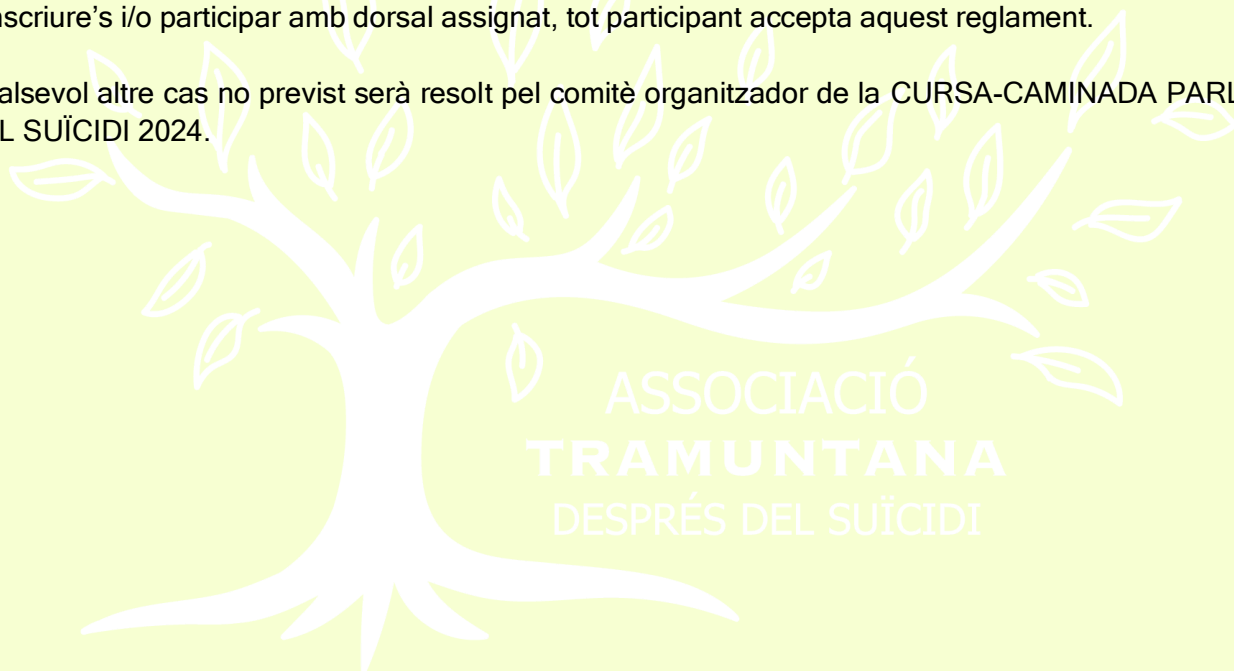 nscriure's i/o participar amb dorsal assignat, tot participant accepta aquest reglament.
alsevol altre cas no previst serà resolt pel comitè organitzador de la CURSA-CAMINADA PARL
L SUÏCIDI 2024.
ASSOCIACIÓ
TRAMUNTANA
DESPRÉS DEL SUÏCIDI